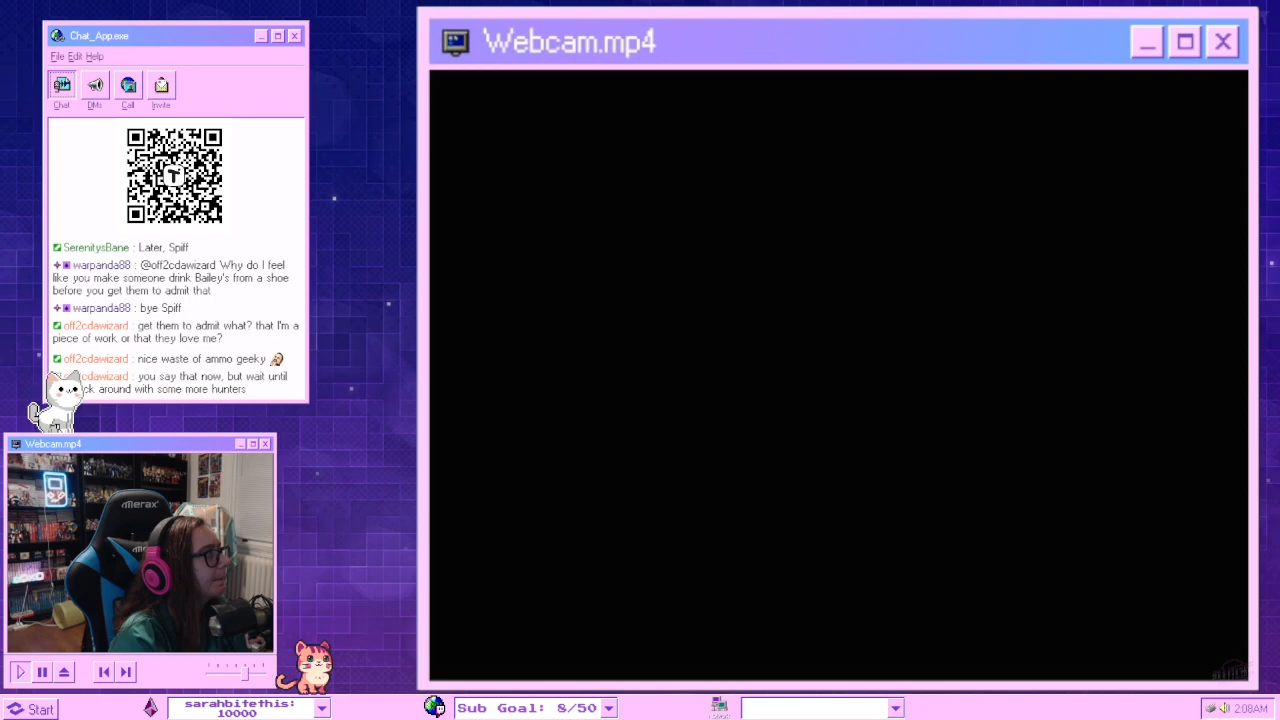 Chat_App.exe
File Edit Help
Chat DMs Call Invite
SerenitysBane : Later, Spiff
warpanda88 : @off2cdawizard Why do I feel
like you make someone drink Bailey's from a shoe
before you get them to admit that
warpanda88 : bye Spiff
off2cdawizard : get them to admit what? that I'm a
piece of work or that they love me?
off2cdawizard : nice waste of ammo geeky
cdawizard : you say that now, but wait until
ck around with some more hunters
Webcam.mp4
merax
Webcam.mp4
Start
sarahbitethis:
10000
Sub Goal: 8/50
2:08AM